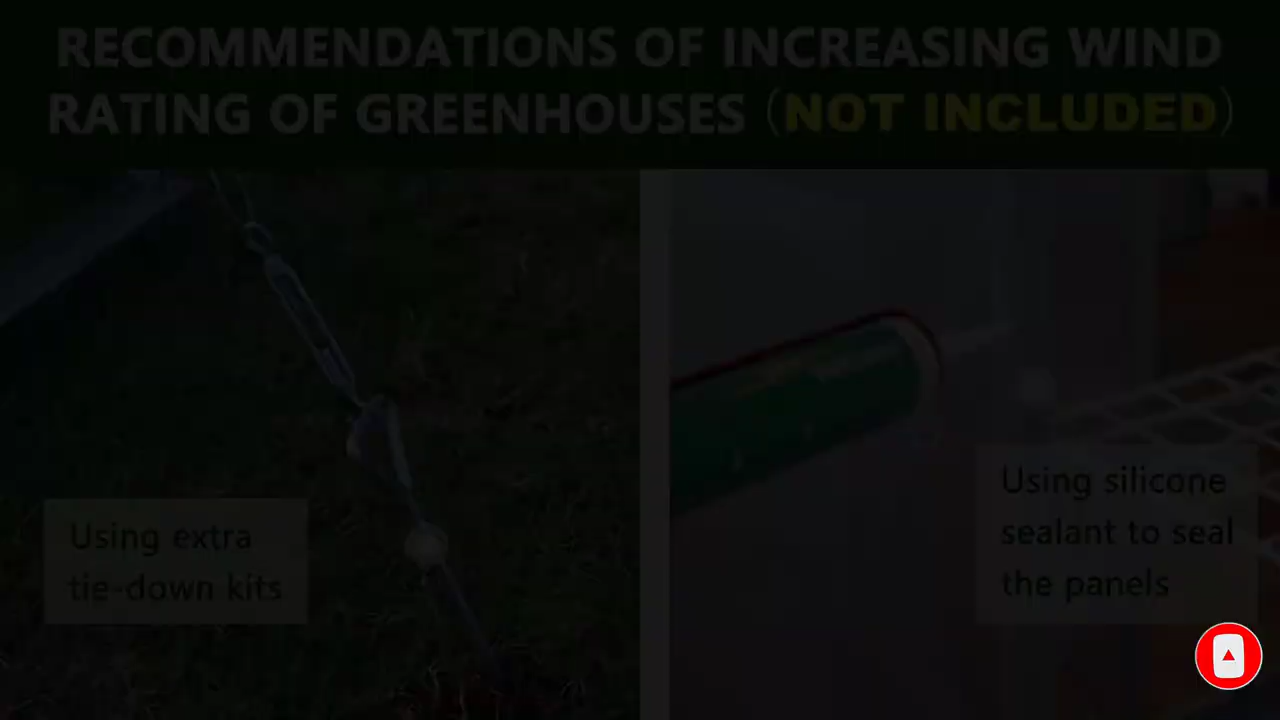 RECOMMENDATIONS OF INCREASING WIND
RATING OF GREENHOUSES (NOT INCLUDED)
Using extra
tie-down kits
Using silicone
sealant to seal
the panels